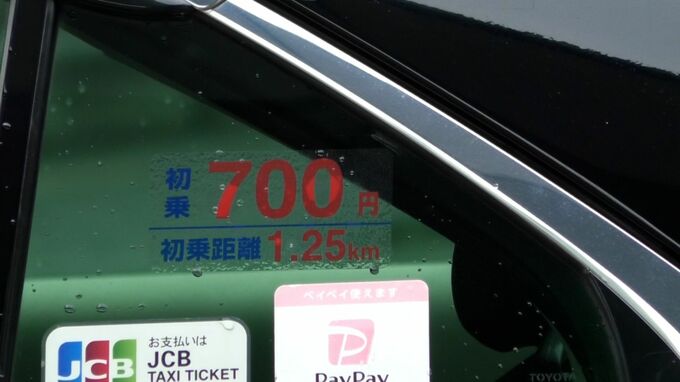 初乗 700円
初乗距離 1.25km
ペイペイ使えます
PayPay
お支払いは
JCB
JCB
TAXI TICKET
TOYOTA